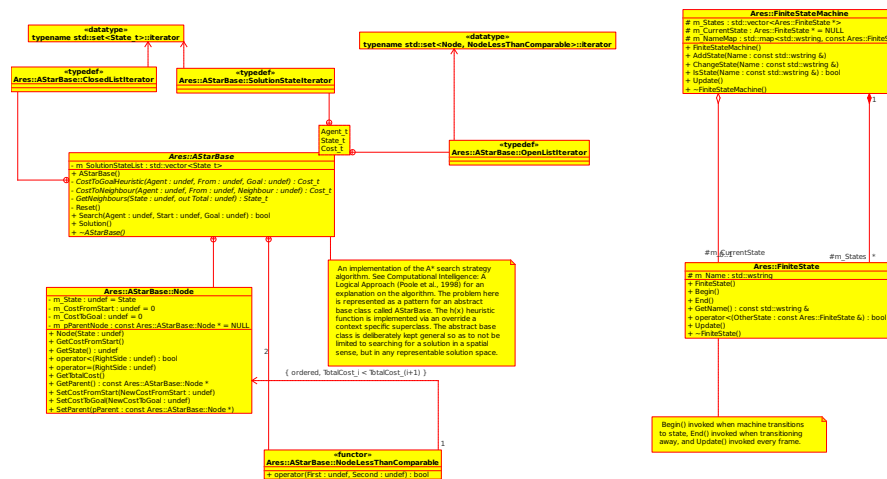 «datatype»
typename std::set<State_t>::iterator
«typedef»
Ares::AStarBase::ClosedListIterator
«typedef»
Ares::AStarBase::SolutionStateIterator
«datatype»
typename std::set<Node, NodeLessThanComparable>::iterator
«typedef»
Ares::AStarBase::OpenListIterator
Agent_t
State_t
Cost_t
Ares::AStarBase
- m_SolutionStateList : std::vector<State_t>
+ AStarBase()
- CostToGoalHeuristic(Agent : undef, From : undef, Goal : undef) : Cost_t
- CostToNeighbour(Agent : undef, From : undef, Neighbour : undef) : Cost_t
- GetNeighbours(State : undef, out Total : undef) : State_t
- Reset()
+ Search(Agent : undef, Start : undef, Goal : undef) : bool
+ Solution()
+ ~AStarBase()
An implementation of the A* search strategy
algorithm. See Computational Intelligence: A
Logical Approach (Poole et al., 1998) for an
explanation on the algorithm. The problem here
is represented as a pattern for an abstract
base class called AStarBase. The h(x) heuristic
function is implemented via an override a
context specific superclass. The abstract base
class is deliberately kept general so as to not be
limited to searching for a solution in a spatial
sense, but in any representable solution space.
Ares::AStarBase::Node
- m_State : undef = State
- m_CostFromStart : undef = 0
- m_CostToGoal : undef = 0
- m_pParentNode : const Ares::AStarBase::Node * = NULL
+ Node(State : undef)
+ GetCostFromStart()
+ GetState() : undef
+ operator<(RightSide : undef) : bool
+ operator=(RightSide : undef)
+ GetTotalCost()
+ GetParent() : const Ares::AStarBase::Node *
+ SetCostFromStart(NewCostFromStart : undef)
+ SetCostToGoal(NewCostToGoal : undef)
+ SetParent(pParent : const Ares::AStarBase::Node *)
2
{ ordered, TotalCost_i < TotalCost_(i+1) }
1
«functor»
Ares::AStarBase::NodeLessThanComparable
+ operator(First : undef, Second : undef) : bool
Ares::FiniteStateMachine
# m_States : std::vector<Ares::FiniteState *>
# m_CurrentState : Ares::FiniteState * = NULL
# m_NameMap : std::map<std::wstring, const Ares::FiniteS
+ FiniteStateMachine()
+ AddState(Name : const std::wstring &)
+ ChangeState(Name : const std::wstring &)
+ IsState(Name : const std::wstring &) : bool
+ Update()
+ ~FiniteStateMachine()
1
#m_CurrentState
#m_States
*
Ares::FiniteState
# m_Name : std::wstring
+ FiniteState()
+ Begin()
+ End()
+ GetName() : const std::wstring &
+ operator<(OtherState : const Ares::FiniteState &) : bool
+ Update()
+ ~FiniteState()
Begin() invoked when machine transitions
to state, End() invoked when transitioning
away, and Update() invoked every frame.